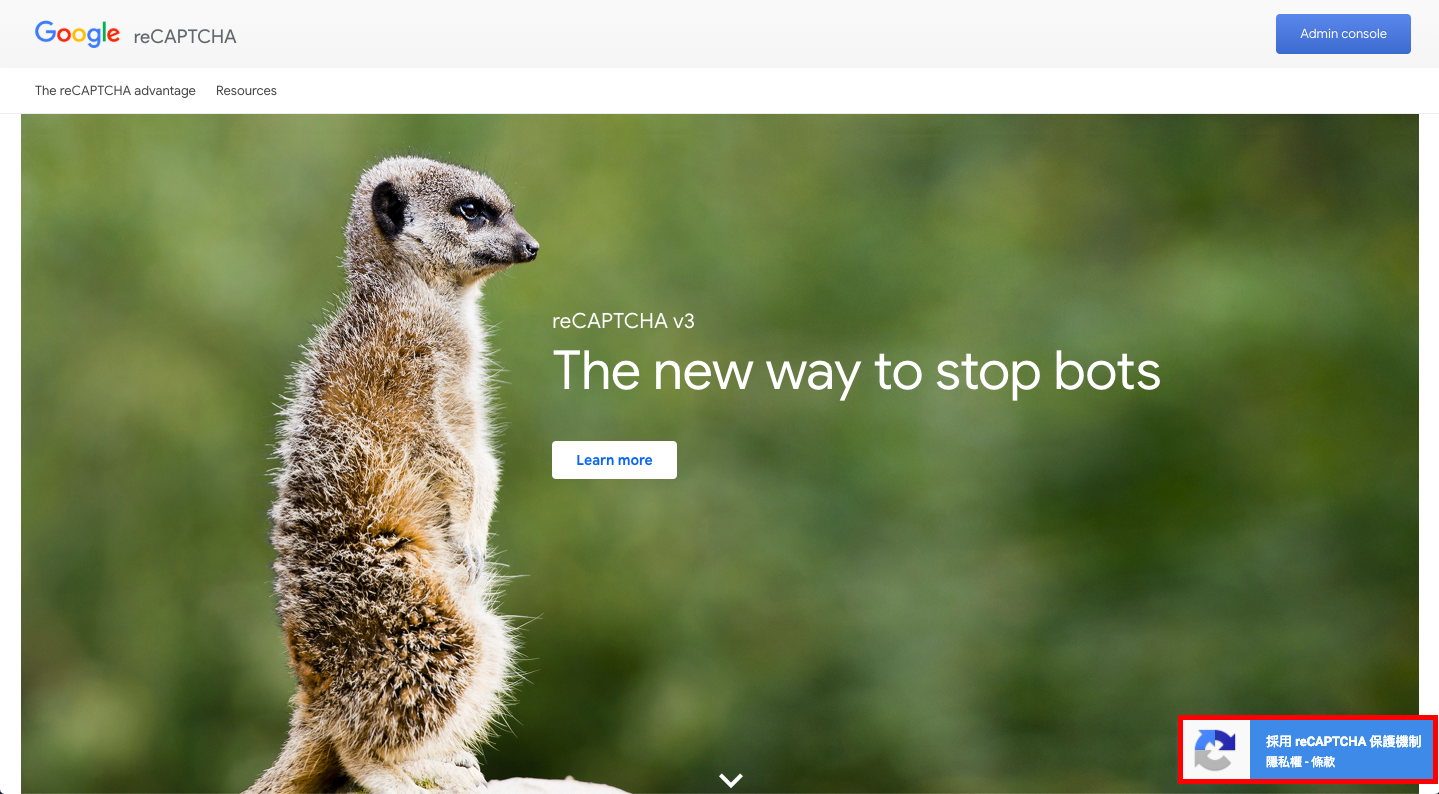 Google reCAPTCHA
Admin console
The reCAPTCHA advantage
Resources
reCAPTCHA v3
The new way to stop bots
Learn more
採用 reCAPTCHA 保護機制
隱私權 - 條款